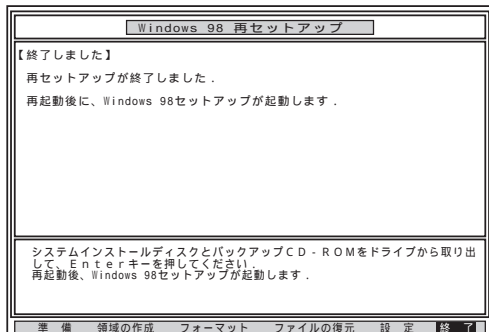 Windows 98 再セットアップ
【終了しました】
再セットアップが終了しました．
再起動後に、Windows 98セットアップが起動します．
システムインストールディスクとバックアップＣＤ‐ＲＯＭをドライブから取り出
して、Ｅｎｔｅｒキーを押してください．
再起動後、Windows 98セットアップが起動します．
準　備　領域の作成　フォーマット　ファイルの復元　設　定　終　了